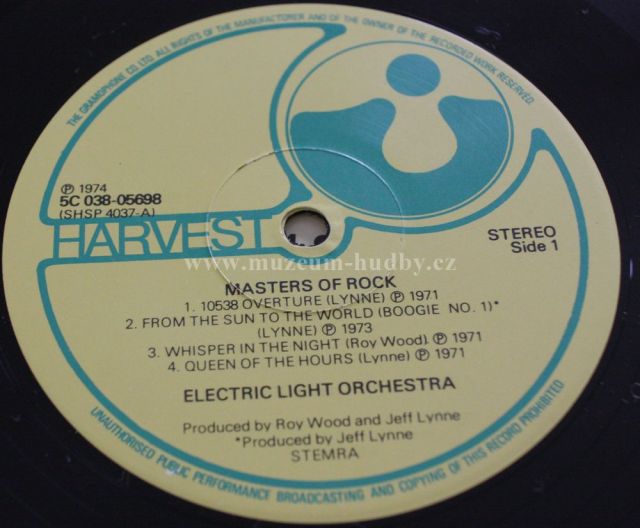 THE GRAMOPHONE CO. LTD. ALL RIGHTS OF THE MANUFACTURER AND OF THE OWNER OF THE RECORDED WORK RESERVED.
℗ 1974
5C 038-05698
(SHSP 4037-A)
HARVEST
STEREO
Side 1
www.muzeum-hudby.cz
MASTERS OF ROCK
1. 10538 OVERTURE (LYNNE) ℗ 1971
2. FROM THE SUN TO THE WORLD (BOOGIE NO. 1)*
(LYNNE) ℗ 1973
3. WHISPER IN THE NIGHT (Roy Wood) ℗ 1971
4. QUEEN OF THE HOURS (Lynne) ℗ 1971
ELECTRIC LIGHT ORCHESTRA
Produced by Roy Wood and Jeff Lynne
*Produced by Jeff Lynne
STEMRA
UNAUTHORISED PUBLIC PERFORMANCE BROADCASTING AND COPYING OF THIS RECORD PROHIBITED